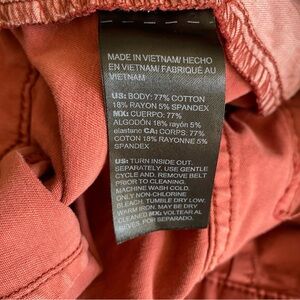 MADE IN VIETNAM/ HECHO
EN VIETNAM/ FABRIQUÉ AU
VIETNAM
US: BODY: 77% COTTON
18% RAYON 5% SPANDEX
MX: CUERPO: 77%
ALGODÓN 18% rayón 5%
elastano CA: CORPS: 77%
COTON 18% RAYONNE 5%
SPANDEX
US: TURN INSIDE OUT.
SEPARATELY. USE GENTLE
CYCLE AND. REMOVE BELT
PRIOR TO CLEANING.
MACHINE WASH COLD.
ONLY NON-CHLORINE
BLEACH. TUMBLE DRY LOW.
WARM IRON. MAY BE DRY
CLEANED MX: VOLTEAR AL
REVÉS. POR SEPARADO.